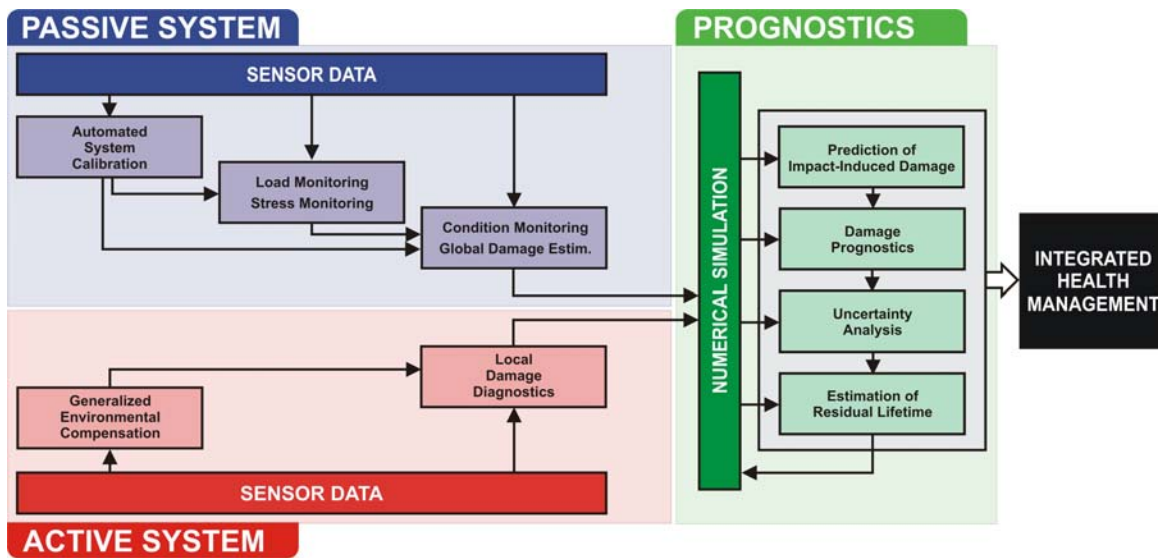 PASSIVE SYSTEM
SENSOR DATA
Automated
System
Calibration
Load Monitoring
Stress Monitoring
Condition Monitoring
Global Damage Estim.
Local
Damage
Diagnostics
Generalized
Environmental
Compensation
SENSOR DATA
ACTIVE SYSTEM
PROGNOSTICS
NUMERICAL SIMULATION
Prediction of
Impact-Induced Damage
Damage
Prognostics
Uncertainty
Analysis
Estimation of
Residual Lifetime
INTEGRATED
HEALTH
MANAGEMENT